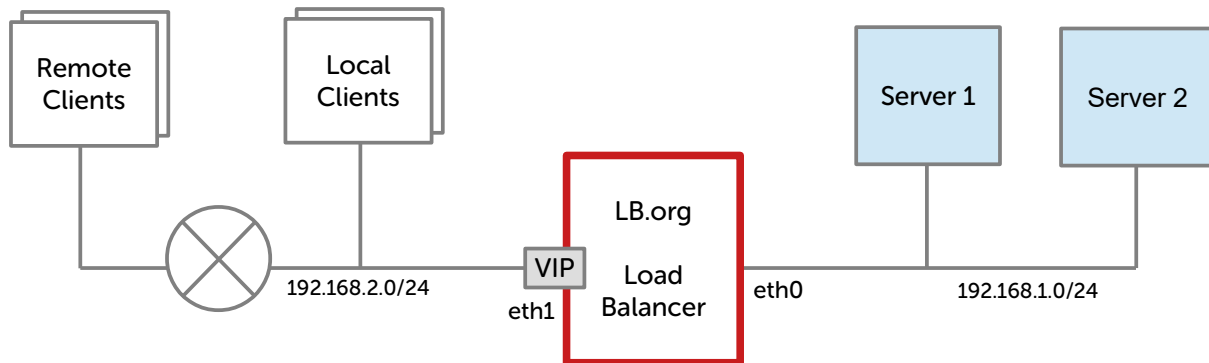 Remote
Clients
Local
Clients
Server 1
Server 2
LB.org
Load
Balancer
VIP
eth1
eth0
192.168.2.0/24
192.168.1.0/24